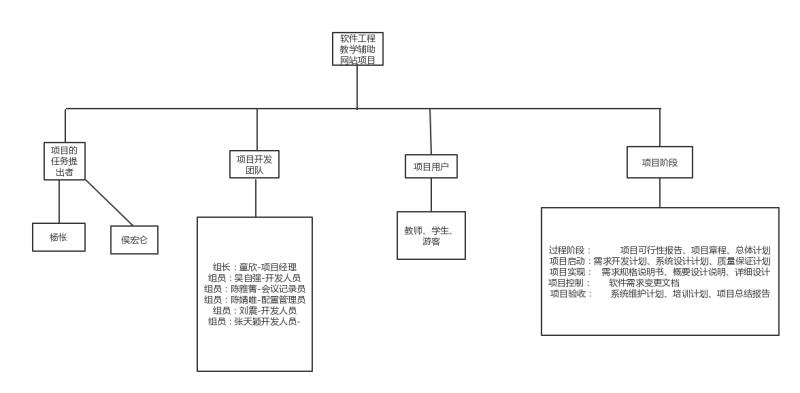 软件工程
教学辅助
网站项目
项目的
任务提
出者
项目开发
团队
项目用户
项目阶段
杨枨
侯宏仑
教师、学生、
游客
组长：童欣-项目经理
组员：吴自强-开发人员
组员：陈雅菁-会议记录员
组员：陈婧唯-配置管理员
组员：刘震-开发人员
组员：张天颖开发人员-
过程阶段： 项目可行性报告、项目章程、总体计划
项目启动：需求开发计划、系统设计计划、质量保证计划
项目实现： 需求规格说明书、概要设计说明、详细设计
项目控制： 软件需求变更文档
项目验收： 系统维护计划、培训计划、项目总结报告